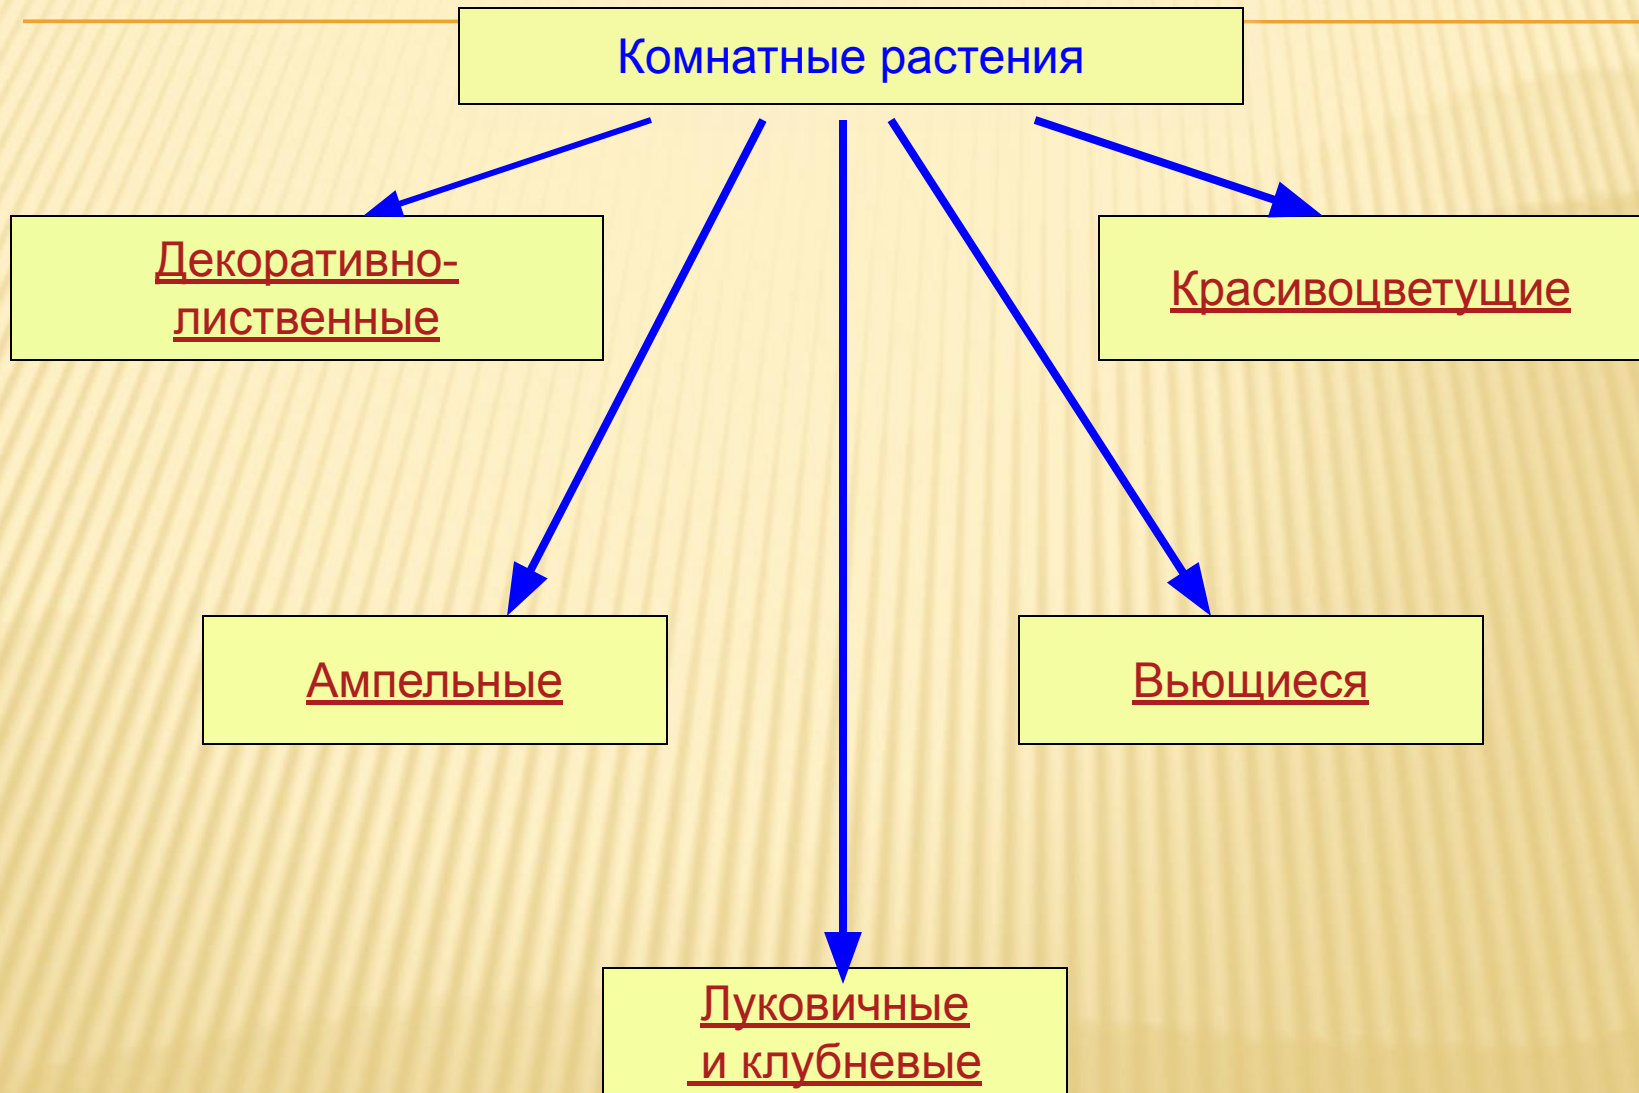 Комнатные растения
Декоративно-
лиственные
Красивоцветущие
Ампельные
Вьющиеся
Луковичные
и клубневые